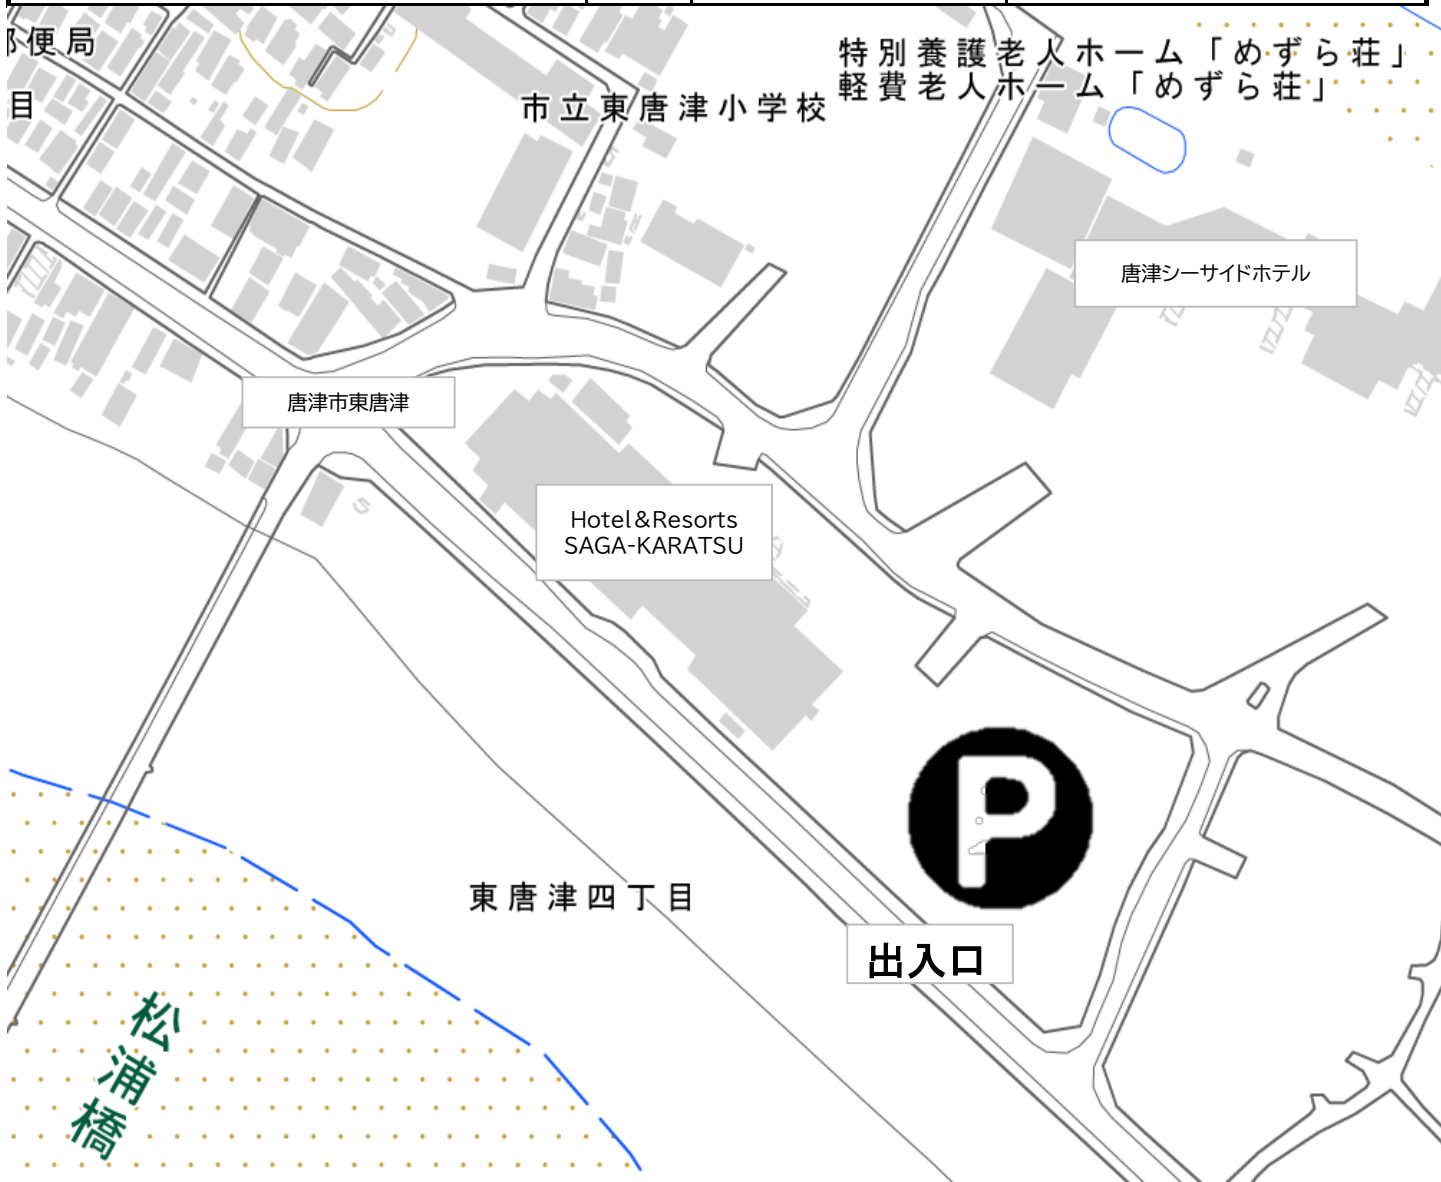 便局
目
市立東唐津小学校
特別養護老人ホーム「めずら荘」
軽費老人ホーム「めずら荘」
唐津シーサイドホテル
唐津市東唐津
Hotel&Resorts
SAGA-KARATSU
P
東唐津四丁目
出入口
松浦橋